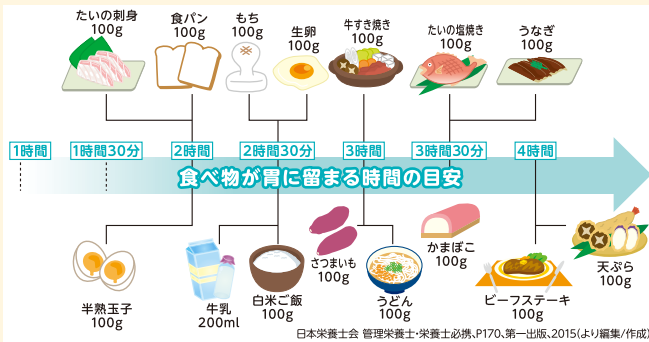 たいの刺身
100g
食パン
100g
もち
100g
生卵
100g
牛すき焼き
100g
たいの塩焼き
100g
うなぎ
100g
1時間
1時間30分
2時間
2時間30分
3時間
3時間30分
4時間
食べ物が胃に留まる時間の目安
半熟玉子
100g
牛乳
200ml
白米ご飯
100g
さつまいも
100g
うどん
100g
かまぼこ
100g
ビーフステーキ
100g
天ぷら
100g
日本栄養士会 管理栄養士・栄養士必携、P170、第一出版、2015(より編集/作成)